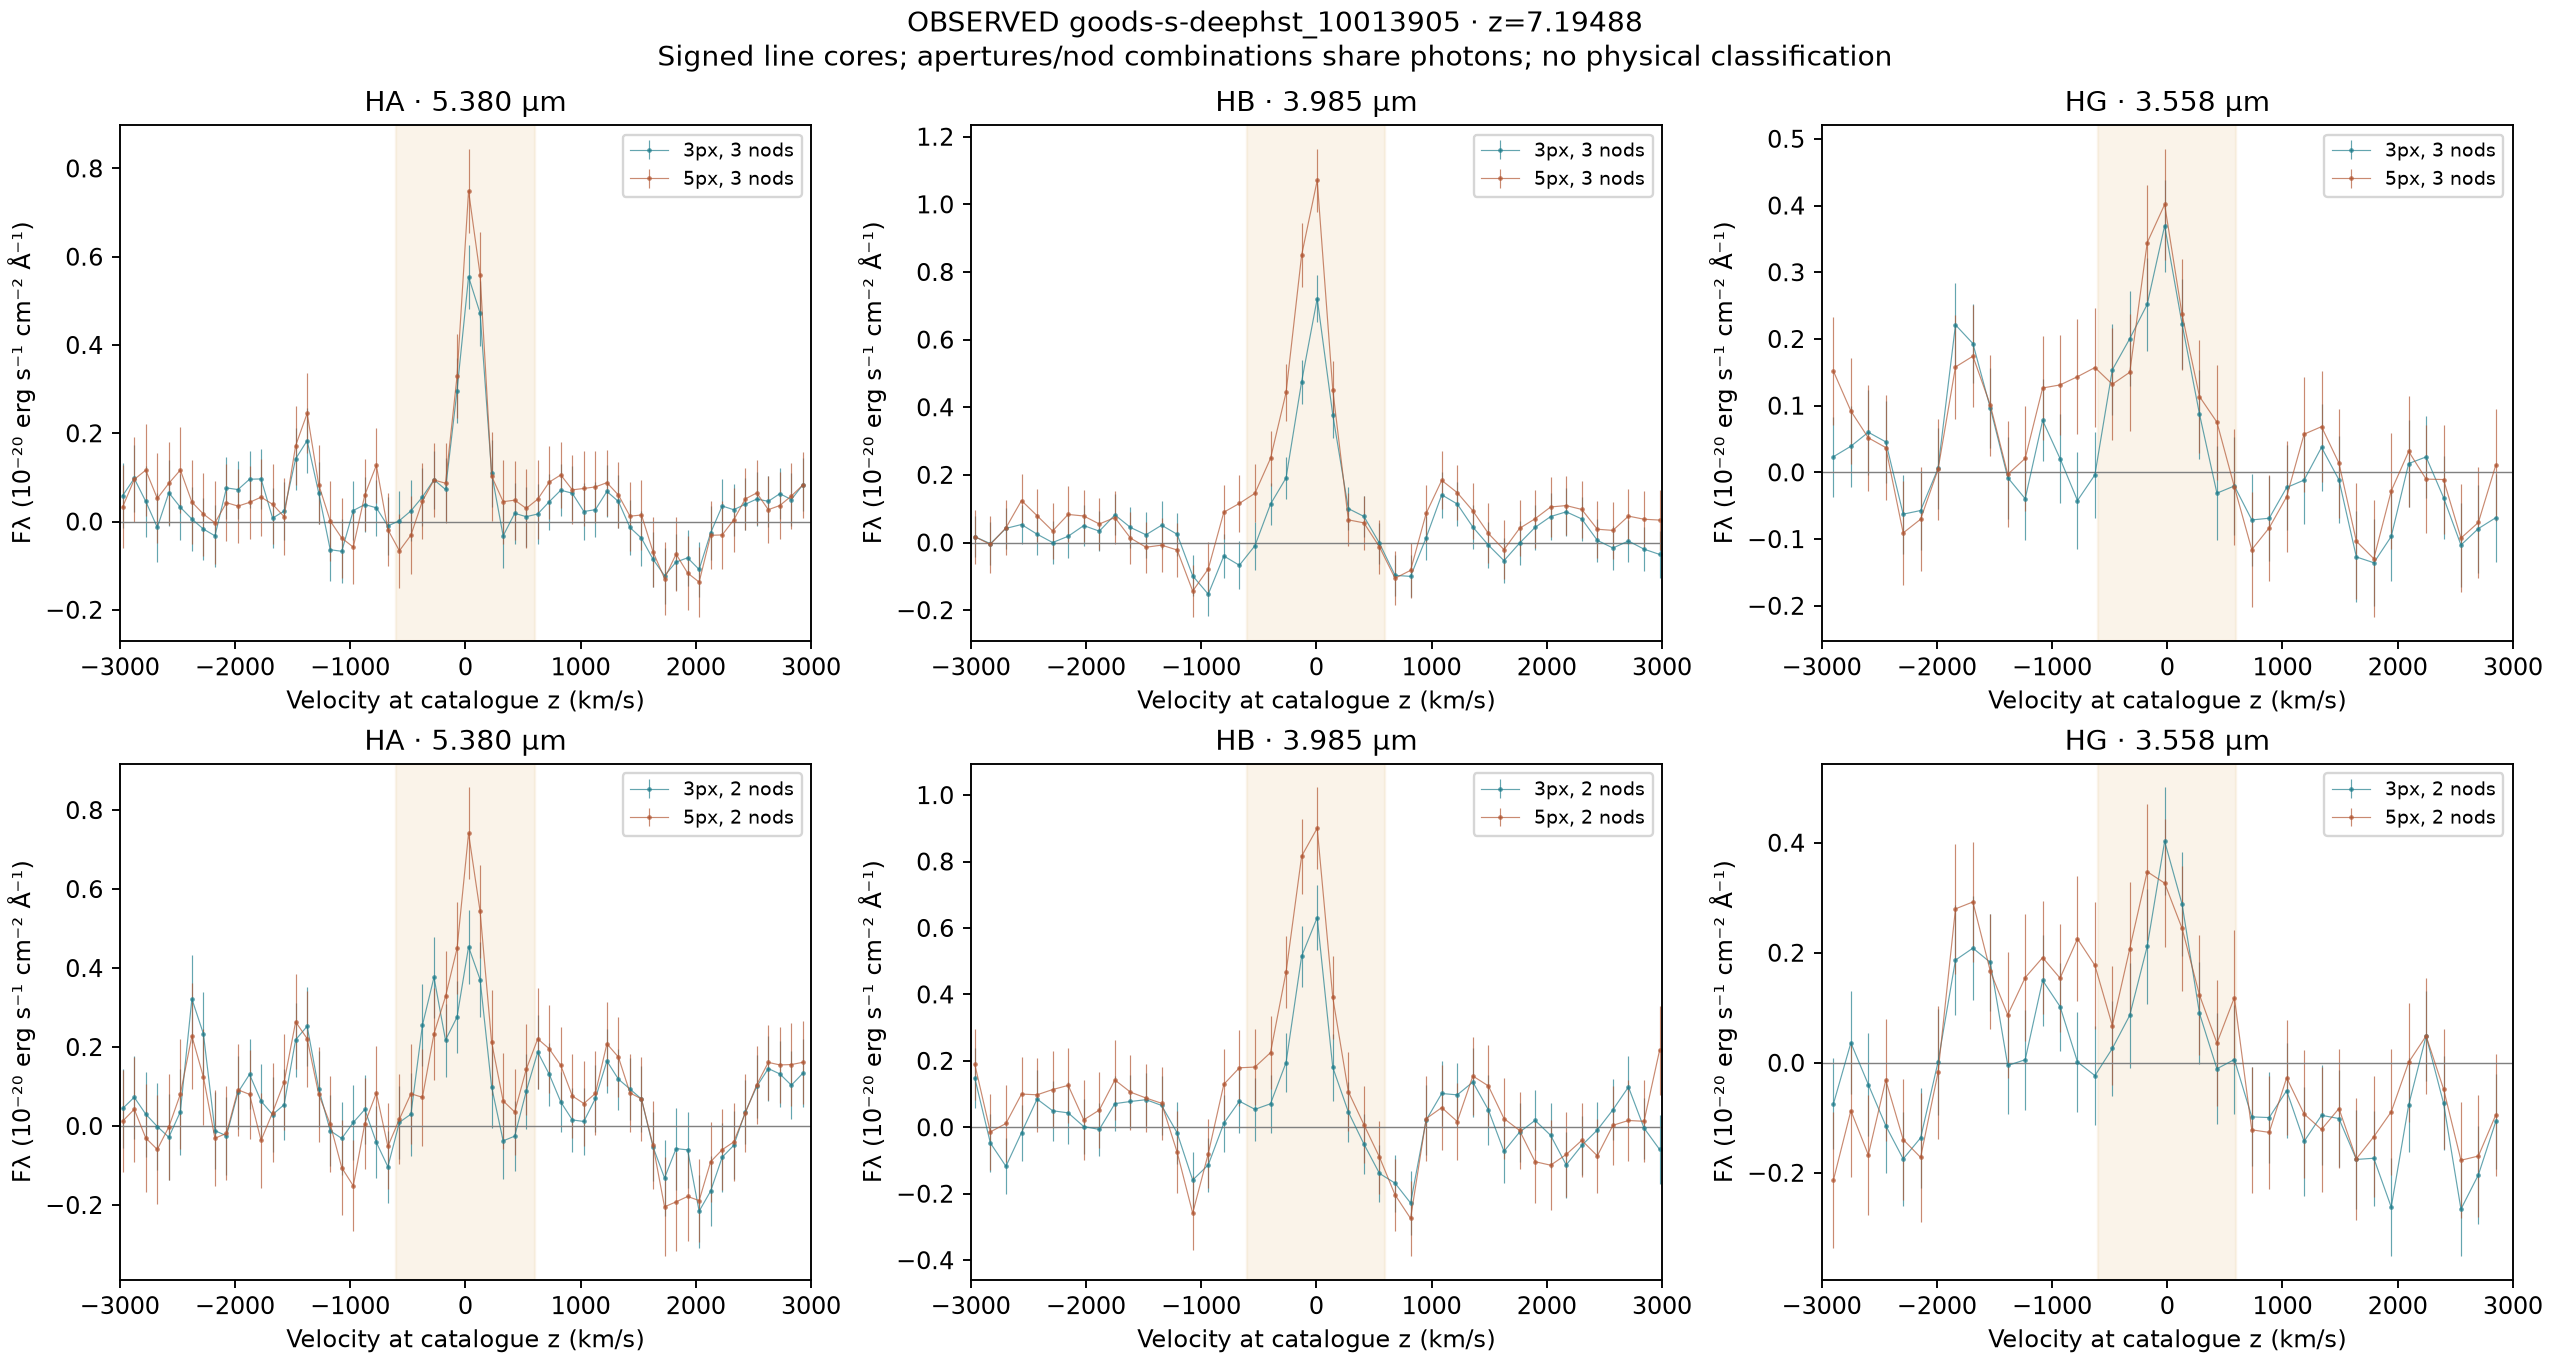 OBSERVED goods-s-deephst_10013905 · z=7.19488
Signed line cores; apertures/nod combinations share photons; no physical classification
HA · 5.380 μm
3px, 3 nods
5px, 3 nods
Fλ (10⁻²⁰ erg s⁻¹ cm⁻² Å⁻¹)
0.8
0.6
0.4
0.2
0.0
−0.2
−3000 −2000 −1000 0 1000 2000 3000
Velocity at catalogue z (km/s)
HB · 3.985 μm
3px, 3 nods
5px, 3 nods
Fλ (10⁻²⁰ erg s⁻¹ cm⁻² Å⁻¹)
1.2
1.0
0.8
0.6
0.4
0.2
0.0
−0.2
−3000 −2000 −1000 0 1000 2000 3000
Velocity at catalogue z (km/s)
HG · 3.558 μm
3px, 3 nods
5px, 3 nods
Fλ (10⁻²⁰ erg s⁻¹ cm⁻² Å⁻¹)
0.5
0.4
0.3
0.2
0.1
0.0
−0.1
−0.2
−3000 −2000 −1000 0 1000 2000 3000
Velocity at catalogue z (km/s)
HA · 5.380 μm
3px, 2 nods
5px, 2 nods
Fλ (10⁻²⁰ erg s⁻¹ cm⁻² Å⁻¹)
0.8
0.6
0.4
0.2
0.0
−0.2
−3000 −2000 −1000 0 1000 2000 3000
Velocity at catalogue z (km/s)
HB · 3.985 μm
3px, 2 nods
5px, 2 nods
Fλ (10⁻²⁰ erg s⁻¹ cm⁻² Å⁻¹)
1.0
0.8
0.6
0.4
0.2
0.0
−0.2
−0.4
−3000 −2000 −1000 0 1000 2000 3000
Velocity at catalogue z (km/s)
HG · 3.558 μm
3px, 2 nods
5px, 2 nods
Fλ (10⁻²⁰ erg s⁻¹ cm⁻² Å⁻¹)
0.4
0.2
0.0
−0.2
−3000 −2000 −1000 0 1000 2000 3000
Velocity at catalogue z (km/s)